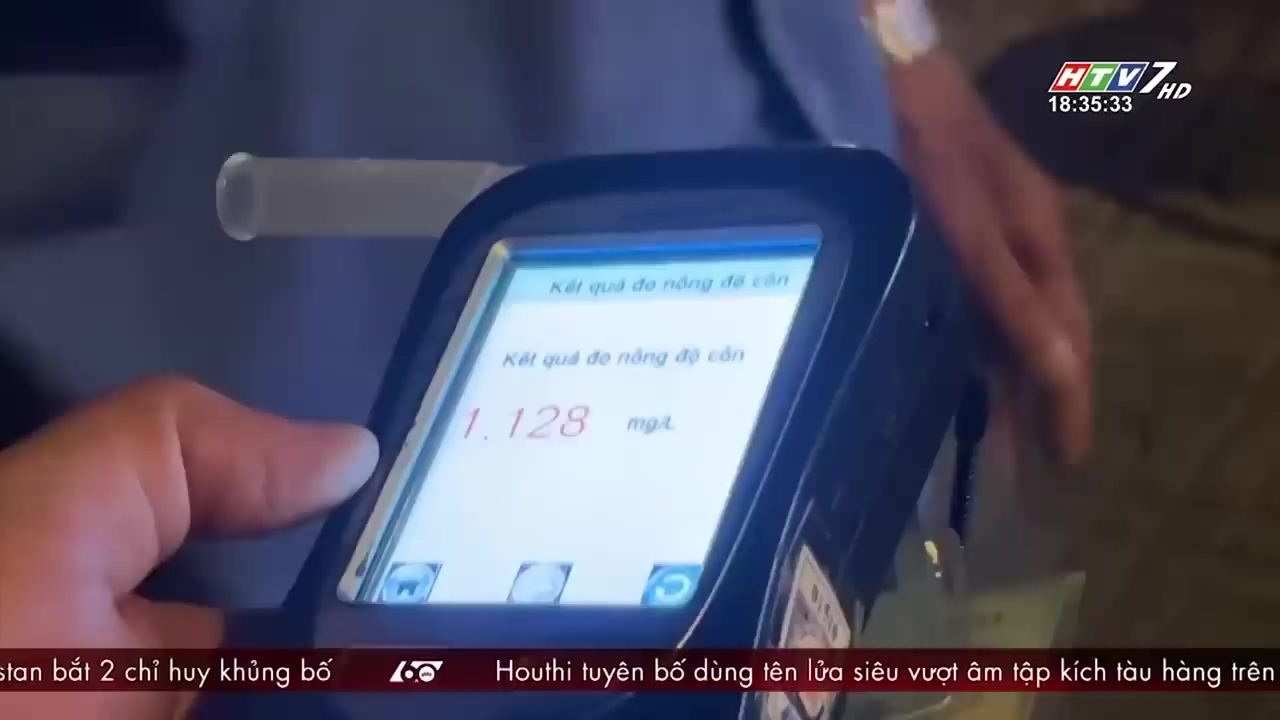 HTV7 HD
18:35:33
Kết quả đo nồng độ cồn
Kết quả đo nồng độ cồn
1.128 mg/L
stan bắt 2 chỉ huy khủng bố
60
Houthi tuyên bố dùng tên lửa siêu vượt âm tập kích tàu hàng trên